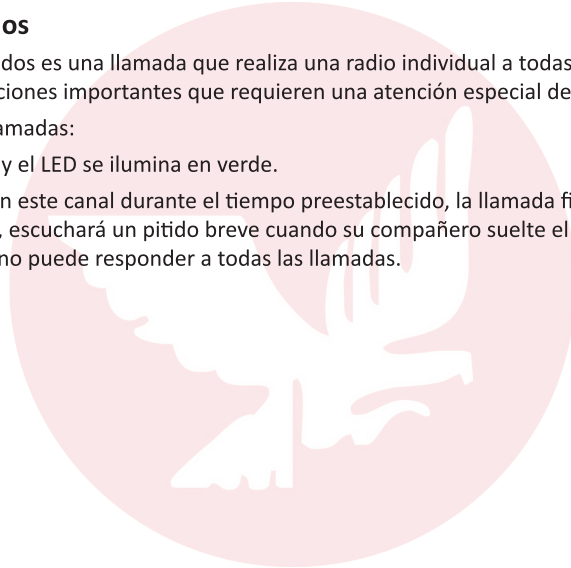 os
dos es una llamada que realiza una radio individual a todas
ciones importantes que requieren una atención especial de
amadas:
y el LED se ilumina en verde.
n este canal durante el tiempo preestablecido, la llamada fi
, escuchará un pitido breve cuando su compañero suelte el
no puede responder a todas las llamadas.